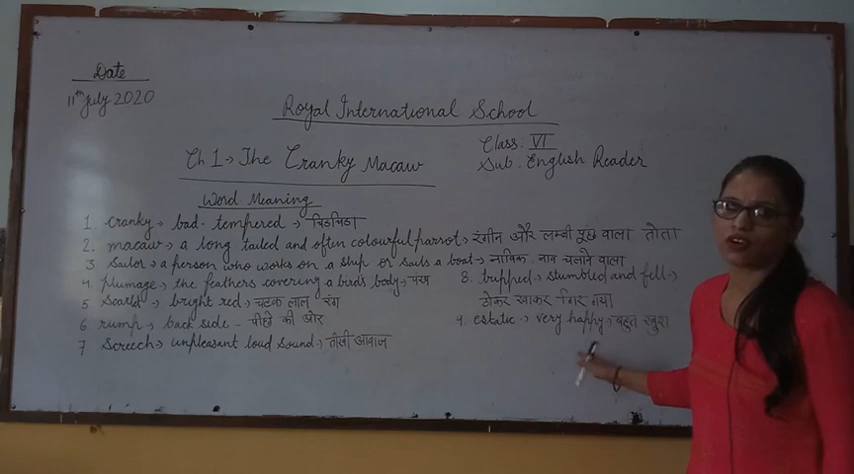 Date
11th July 2020
Royal International School
Ch 1 → The Cranky Macaw
Class. VI
Sub. English Reader
Word Meaning
1 Cranky → bad-tempered → चिडचिडा
2. macaw → a long tailed and often colourful parrot → रंगीन और लम्बी पूछ वाला तोता
3 Sailor → a person who works on a ship or sails a boat → नाविक, नाव चलाने वाला
4. Plumage → the feathers covering a bird's body → पंख
5 Scarlet → bright red → चटक लाल रंग
6 rump → back side - पीछे की ओर
7 Screech → unpleasant loud sound → तीखी आवाज
8. tripped → stumbled and fell →
ठोकर खाकर गिर गया
9. estatic → very happy → बहुत खुश